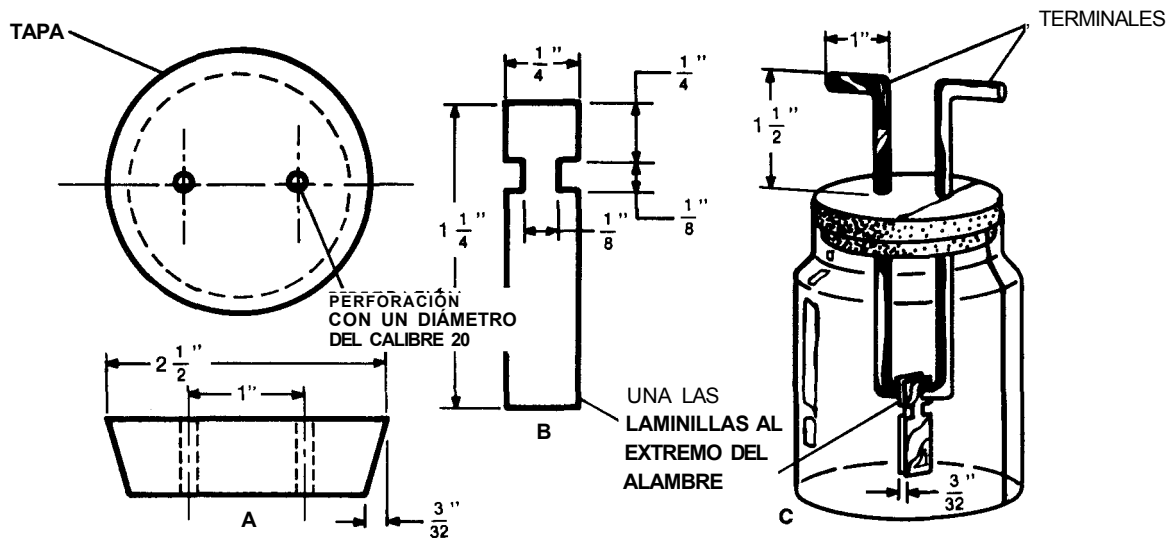 TAPA
PERFORACIÓN
CON UN DIÁMETRO
DEL CALIBRE 20
2 1/2"
1"
3/32"
A
1/4"
1/4"
1 1/4"
1/8"
1/8"
B
UNA LAS
LAMINILLAS AL
EXTREMO DEL
ALAMBRE
TERMINALES
1"
1 1/2"
3/32"
C